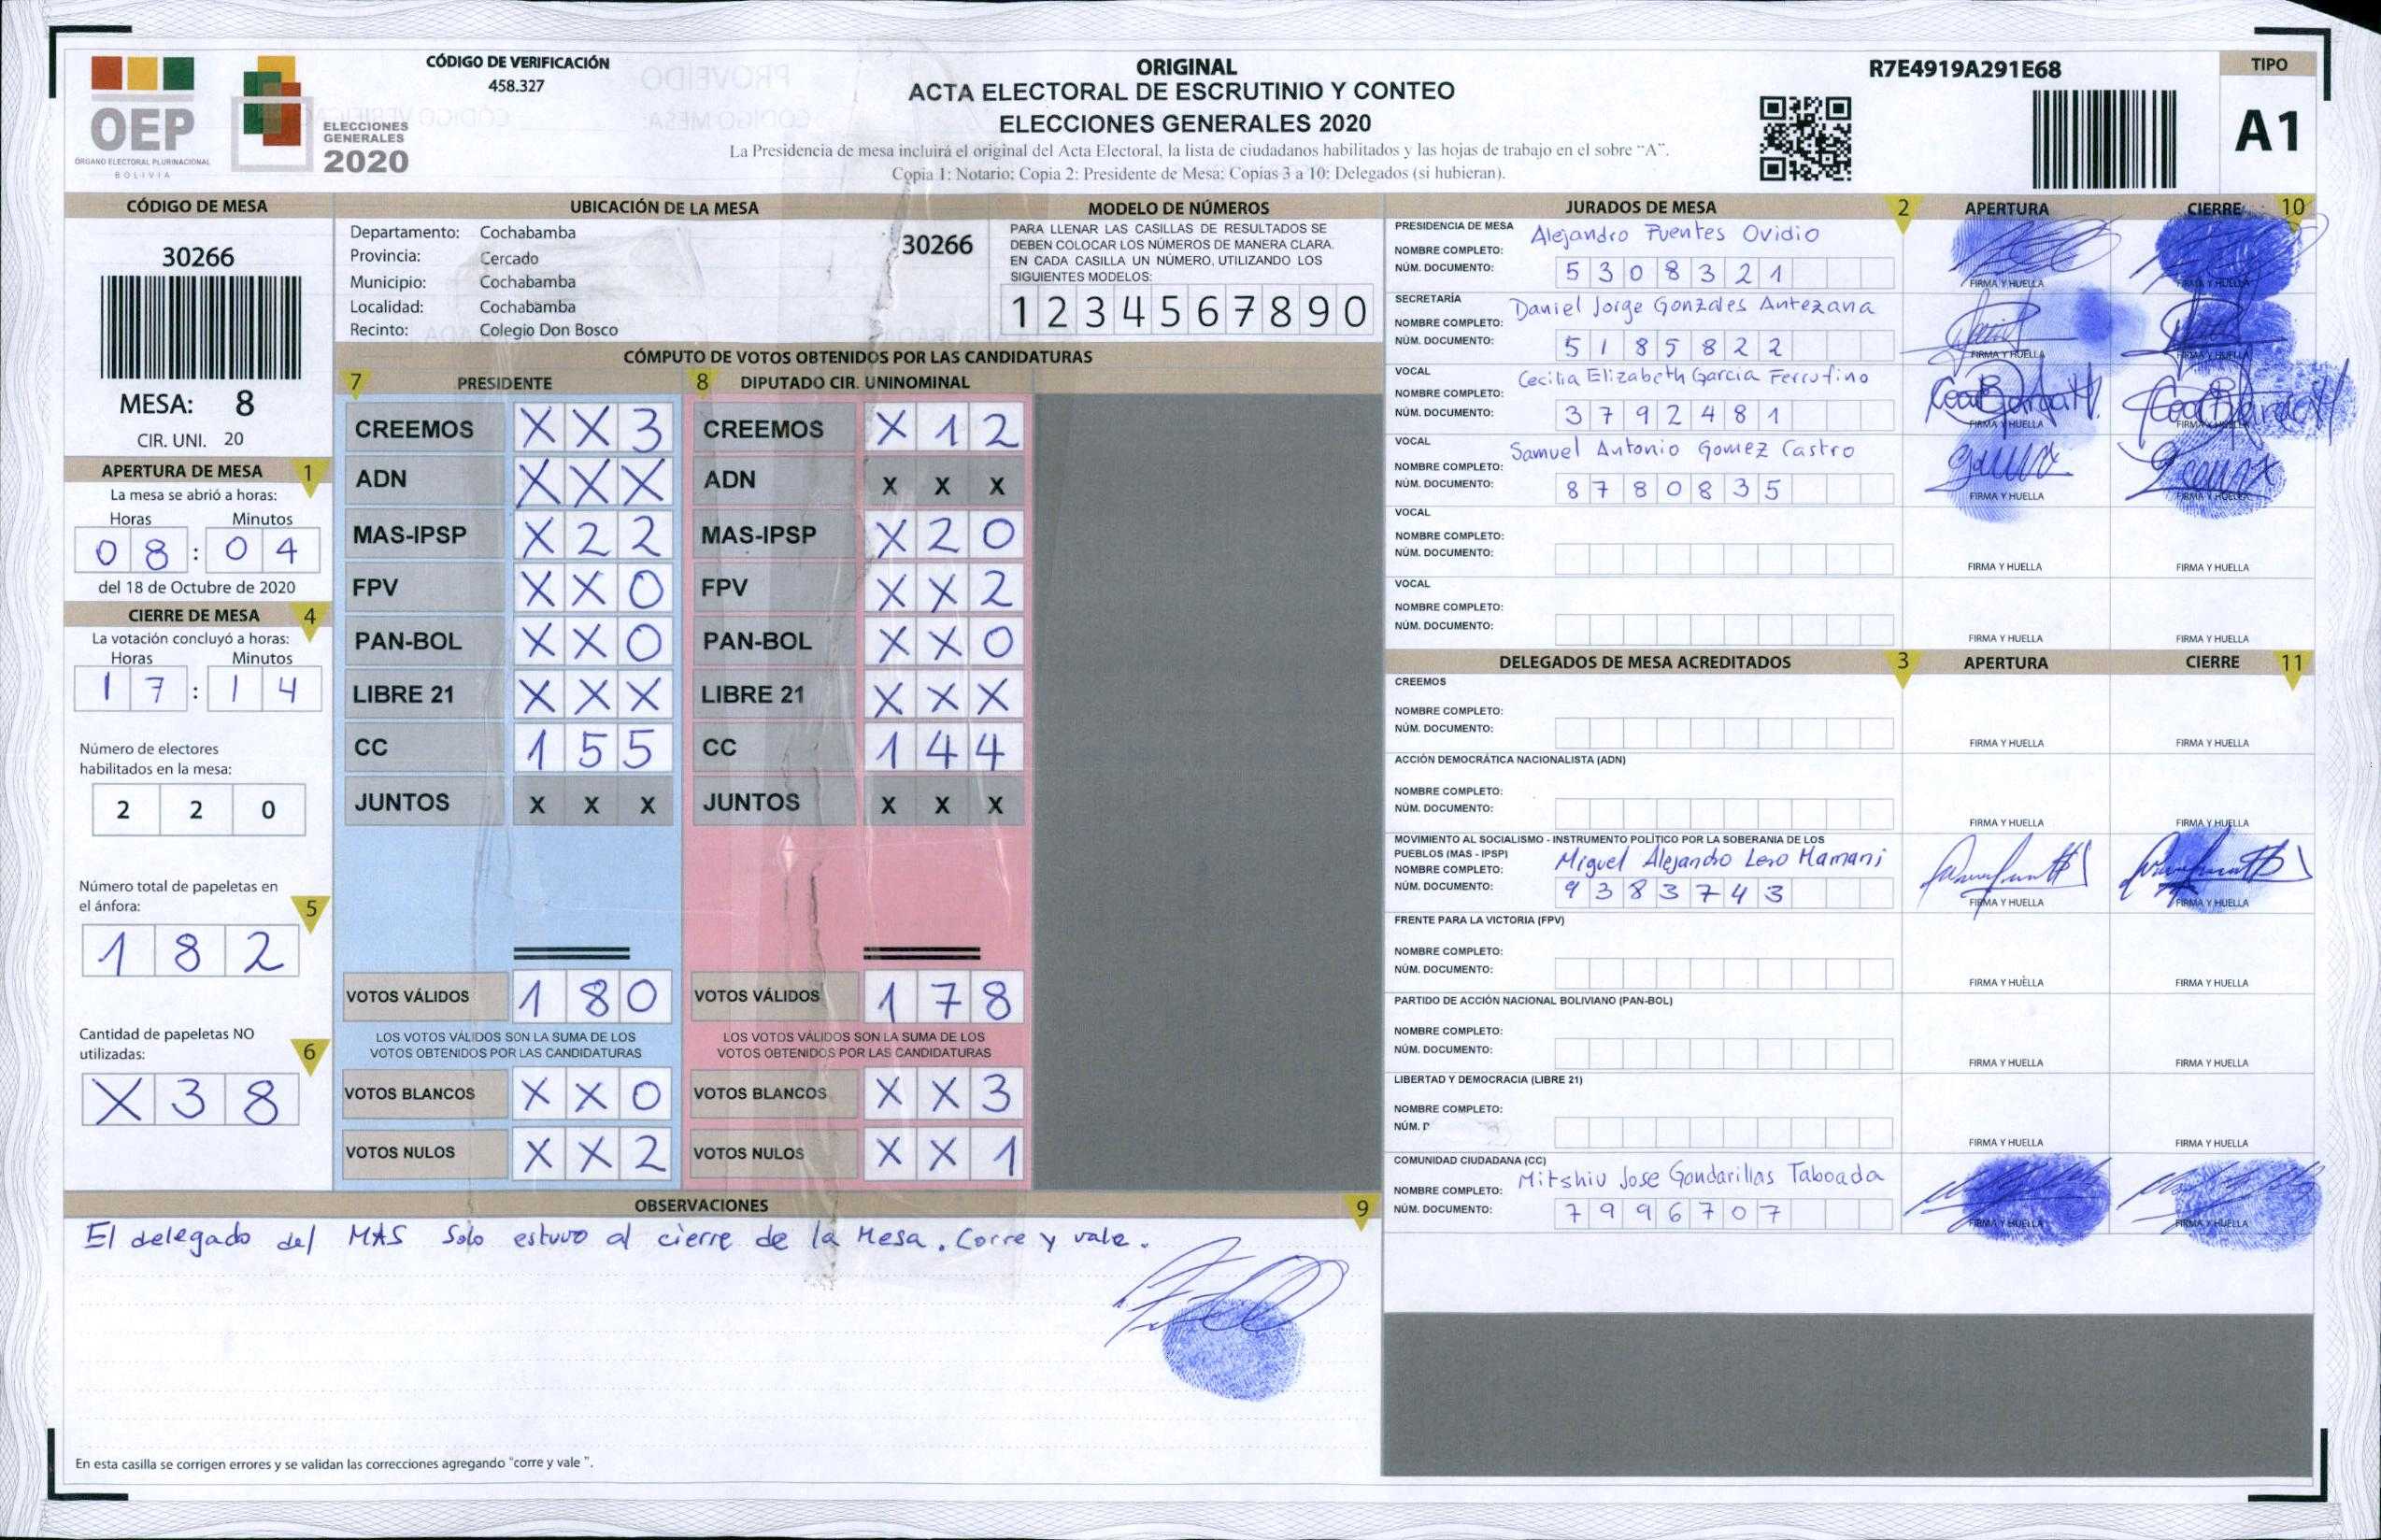 CÓDIGO DE VERIFICACIÓN
458.327
OEP
ÓRGANO ELECTORAL PLURINACIONAL
BOLIVIA
ELECCIONES
GENERALES
2020
ORIGINAL
ACTA ELECTORAL DE ESCRUTINIO Y CONTEO
ELECCIONES GENERALES 2020
La Presidencia de mesa incluirá el original del Acta Electoral, la lista de ciudadanos habilitados y las hojas de trabajo en el sobre "A".
Copia 1: Notario; Copia 2: Presidente de Mesa; Copias 3 a 10: Delegados (si hubieran).
R7E4919A291E68
TIPO
A1
CÓDIGO DE MESA
30266
MESA: 8
CIR. UNI. 20
APERTURA DE MESA 1
La mesa se abrió a horas:
Horas Minutos
0 8 : 0 4
del 18 de Octubre de 2020
CIERRE DE MESA 4
La votación concluyó a horas:
Horas Minutos
1 7 : 1 4
Número de electores
habilitados en la mesa:
2 2 0
Número total de papeletas en
el ánfora: 5
1 8 2
Cantidad de papeletas NO
utilizadas: 6
X 3 8
UBICACIÓN DE LA MESA
Departamento: Cochabamba
30266
Provincia: Cercado
Municipio: Cochabamba
Localidad: Cochabamba
Recinto: Colegio Don Bosco
MODELO DE NÚMEROS
PARA LLENAR LAS CASILLAS DE RESULTADOS SE
DEBEN COLOCAR LOS NÚMEROS DE MANERA CLARA.
EN CADA CASILLA UN NÚMERO, UTILIZANDO LOS
SIGUIENTES MODELOS:
1 2 3 4 5 6 7 8 9 0
CÓMPUTO DE VOTOS OBTENIDOS POR LAS CANDIDATURAS
7 PRESIDENTE 8 DIPUTADO CIR. UNINOMINAL
CREEMOS X X 3 CREEMOS X 1 2
ADN X X X ADN X X X
MAS-IPSP X 2 2 MAS-IPSP X 2 0
FPV X X 0 FPV X X 2
PAN-BOL X X 0 PAN-BOL X X 0
LIBRE 21 X X X LIBRE 21 X X X
CC 1 5 5 CC 1 4 4
JUNTOS X X X JUNTOS X X X
VOTOS VÁLIDOS 1 8 0 VOTOS VÁLIDOS 1 7 8
LOS VOTOS VÁLIDOS SON LA SUMA DE LOS LOS VOTOS VÁLIDOS SON LA SUMA DE LOS
VOTOS OBTENIDOS POR LAS CANDIDATURAS VOTOS OBTENIDOS POR LAS CANDIDATURAS
VOTOS BLANCOS X X 0 VOTOS BLANCOS X X 3
VOTOS NULOS X X 2 VOTOS NULOS X X 1
OBSERVACIONES 9
El delegado del MAS Solo estuvo al cierre de la Mesa. Corre y vale.
En esta casilla se corrigen errores y se validan las correcciones agregando "corre y vale ".
JURADOS DE MESA 2 APERTURA CIERRE 10
PRESIDENCIA DE MESA
NOMBRE COMPLETO: Alejandro Fuentes Ovidio
NÚM. DOCUMENTO: 5 3 0 8 3 2 1
FIRMA Y HUELLA FIRMA Y HUELLA
SECRETARÍA
NOMBRE COMPLETO: Daniel Jorge Gonzales Antezana
NÚM. DOCUMENTO: 5 1 8 5 8 2 2
FIRMA Y HUELLA FIRMA Y HUELLA
VOCAL
NOMBRE COMPLETO: Cecilia Elizabeth Garcia Ferrufino
NÚM. DOCUMENTO: 3 7 9 2 4 8 1
FIRMA Y HUELLA FIRMA Y HUELLA
VOCAL
NOMBRE COMPLETO: Samuel Antonio Gomez Castro
NÚM. DOCUMENTO: 8 7 8 0 8 3 5
FIRMA Y HUELLA FIRMA Y HUELLA
VOCAL
NOMBRE COMPLETO:
NÚM. DOCUMENTO:
FIRMA Y HUELLA FIRMA Y HUELLA
VOCAL
NOMBRE COMPLETO:
NÚM. DOCUMENTO:
FIRMA Y HUELLA FIRMA Y HUELLA
DELEGADOS DE MESA ACREDITADOS 3 APERTURA CIERRE 11
CREEMOS
NOMBRE COMPLETO:
NÚM. DOCUMENTO:
FIRMA Y HUELLA FIRMA Y HUELLA
ACCIÓN DEMOCRÁTICA NACIONALISTA (ADN)
NOMBRE COMPLETO:
NÚM. DOCUMENTO:
FIRMA Y HUELLA FIRMA Y HUELLA
MOVIMIENTO AL SOCIALISMO - INSTRUMENTO POLÍTICO POR LA SOBERANIA DE LOS
PUEBLOS (MAS - IPSP)
NOMBRE COMPLETO: Miguel Alejandro Lero Mamani
NÚM. DOCUMENTO: 9 3 8 3 7 4 3
FIRMA Y HUELLA FIRMA Y HUELLA
FRENTE PARA LA VICTORIA (FPV)
NOMBRE COMPLETO:
NÚM. DOCUMENTO:
FIRMA Y HUELLA FIRMA Y HUELLA
PARTIDO DE ACCIÓN NACIONAL BOLIVIANO (PAN-BOL)
NOMBRE COMPLETO:
NÚM. DOCUMENTO:
FIRMA Y HUELLA FIRMA Y HUELLA
LIBERTAD Y DEMOCRACIA (LIBRE 21)
NOMBRE COMPLETO:
NÚM.
FIRMA Y HUELLA FIRMA Y HUELLA
COMUNIDAD CIUDADANA (CC)
NOMBRE COMPLETO: Mitshiu Jose Gandarillas Taboada
NÚM. DOCUMENTO: 7 9 9 6 7 0 7
FIRMA Y HUELLA FIRMA Y HUELLA